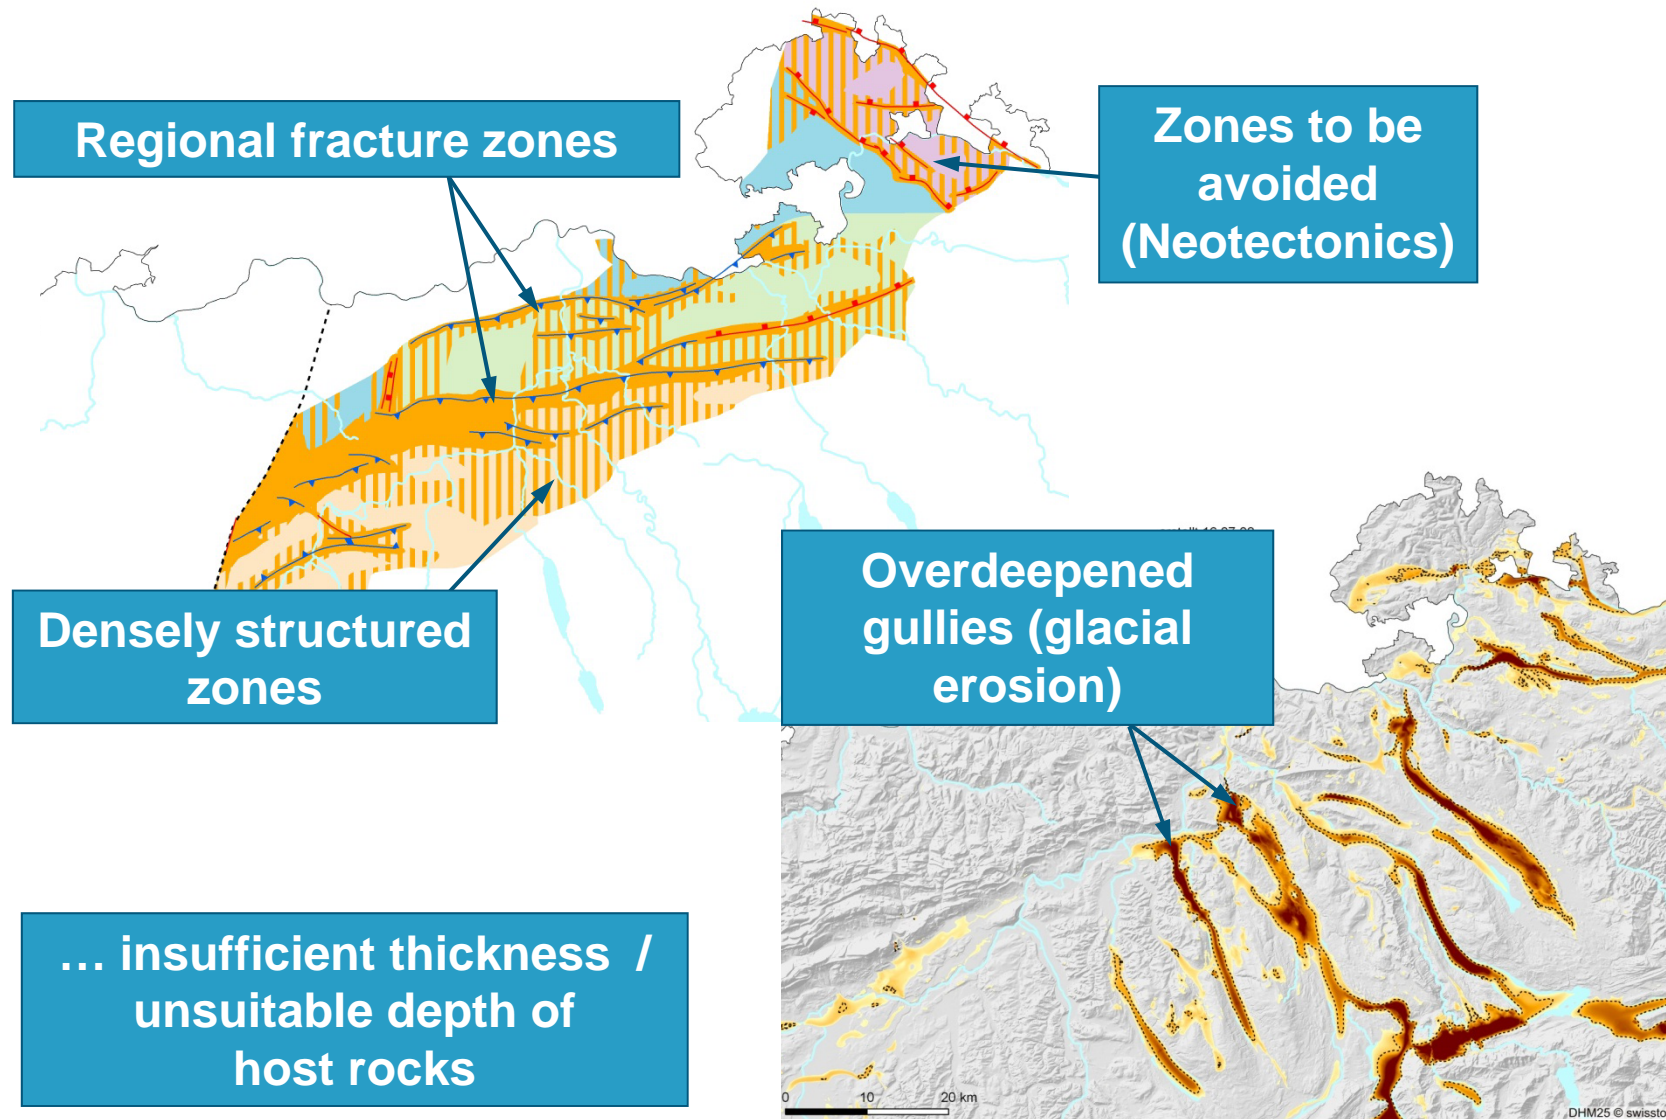 Regional fracture zones
Zones to be
avoided
(Neotectonics)
Densely structured
zones
Overdeepened
gullies (glacial
erosion)
… insufficient thickness /
unsuitable depth of
host rocks
0 10 20 km
DHM25 © swissto